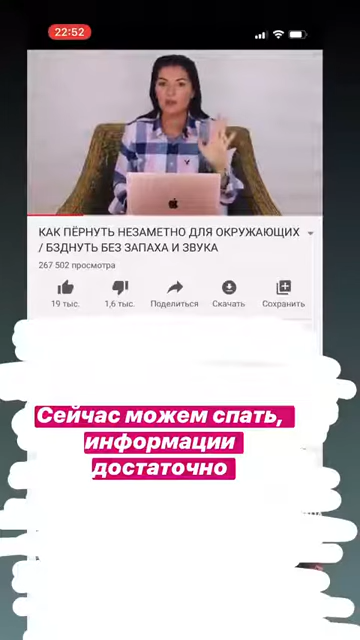 22:52
КАК ПЁРНУТЬ НЕЗАМЕТНО ДЛЯ ОКРУЖАЮЩИХ
/ БЗДНУТЬ БЕЗ ЗАПАХА И ЗВУКА
267 502 просмотра
19 тыс. 1,6 тыс. Поделиться Скачать Сохранить
Сейчас можем спать,
информации
достаточно